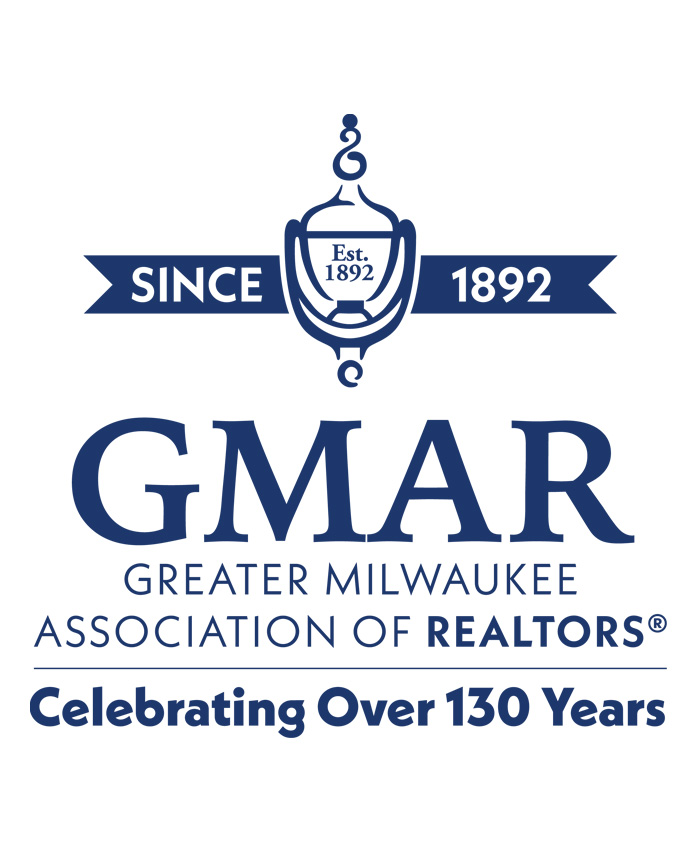 Est.
1892
SINCE 1892
GMAR
GREATER MILWAUKEE
ASSOCIATION OF REALTORS®
Celebrating Over 130 Years